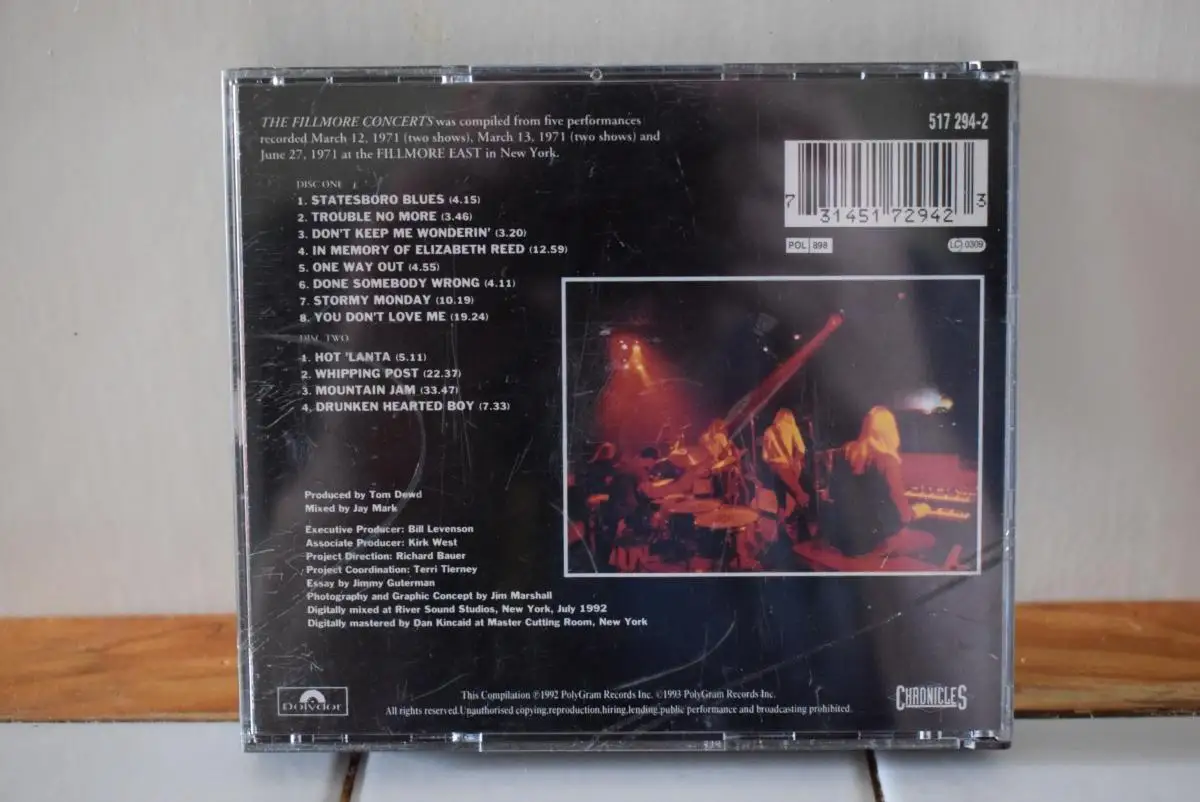 THE FILLMORE CONCERTS was compiled from five performances
recorded March 12, 1971 (two shows), March 13, 1971 (two shows) and
June 27, 1971 at the FILLMORE EAST in New York.
517 294-2
7 31451 72942 3
POL 898
LC 0309
DISC ONE
1. STATESBORO BLUES (4.15)
2. TROUBLE NO MORE (3.46)
3. DON'T KEEP ME WONDERIN' (3.20)
4. IN MEMORY OF ELIZABETH REED (12.59)
5. ONE WAY OUT (4.55)
6. DONE SOMEBODY WRONG (4.11)
7. STORMY MONDAY (10.19)
8. YOU DON'T LOVE ME (19.24)
DISC TWO
1. HOT 'LANTA (5.11)
2. WHIPPING POST (22.37)
3. MOUNTAIN JAM (33.47)
4. DRUNKEN HEARTED BOY (7.33)
Produced by Tom Dowd
Mixed by Jay Mark
Executive Producer: Bill Levenson
Associate Producer: Kirk West
Project Direction: Richard Bauer
Project Coordination: Terri Tierney
Essay by Jimmy Guterman
Photography and Graphic Concept by Jim Marshall
Digitally mixed at River Sound Studios, New York, July 1992
Digitally mastered by Dan Kincaid at Master Cutting Room, New York
Polydor
This Compilation ℗1992 PolyGram Records Inc. ©1993 PolyGram Records Inc.
All rights reserved.Unauthorised copying,reproduction,hiring,lending,public performance and broadcasting prohibited.
CHRONICLES